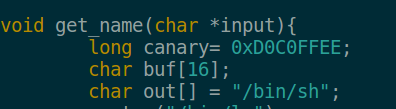 void get_name(char *input){
long canary= 0xD0C0FFEE;
char buf[16];
char out[] = "/bin/sh";